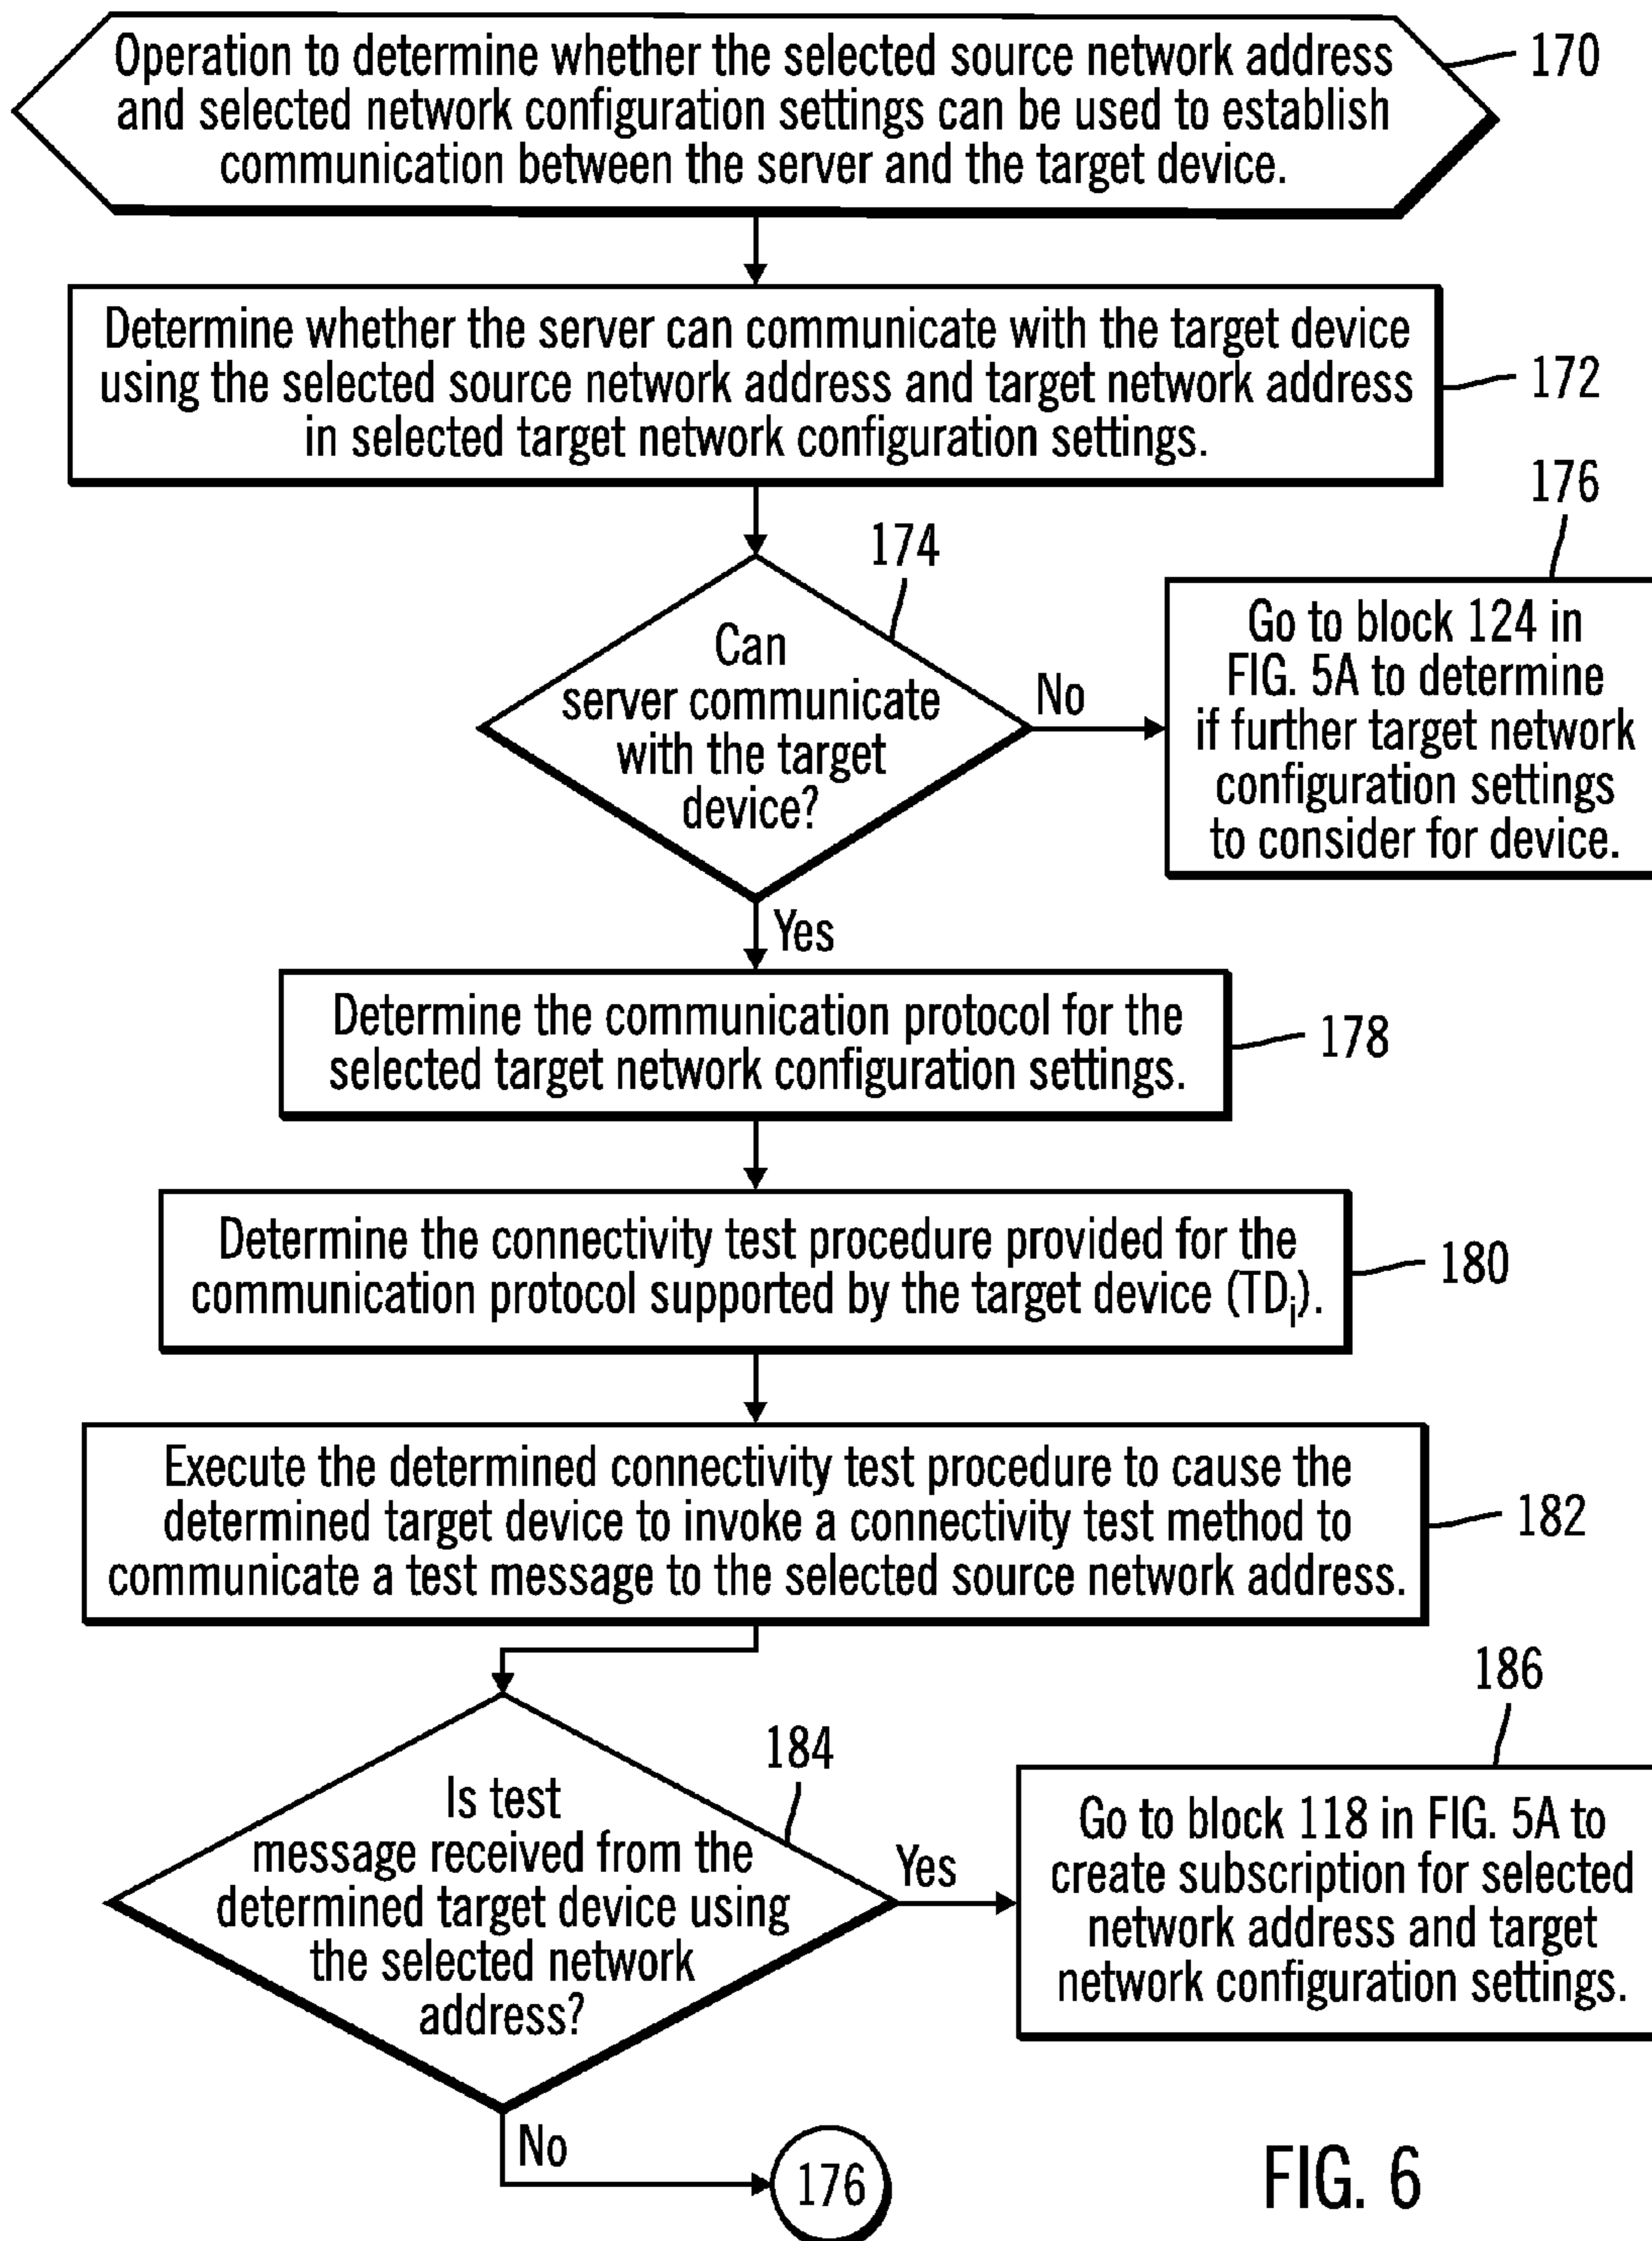 Operation to determine whether the selected source network address
and selected network configuration settings can be used to establish
communication between the server and the target device.
170
Determine whether the server can communicate with the target device
using the selected source network address and target network address
in selected target network configuration settings.
172
176
174
Can
server communicate
with the target
device?
No
Go to block 124 in
FIG. 5A to determine
if further target network
configuration settings
to consider for device.
Yes
Determine the communication protocol for the
selected target network configuration settings.
178
Determine the connectivity test procedure provided for the
communication protocol supported by the target device (TDi).
180
Execute the determined connectivity test procedure to cause the
determined target device to invoke a connectivity test method to
communicate a test message to the selected source network address.
182
186
184
Is test
message received from the
determined target device using
the selected network
address?
Yes
Go to block 118 in FIG. 5A to
create subscription for selected
network address and target
network configuration settings.
No
176
FIG. 6